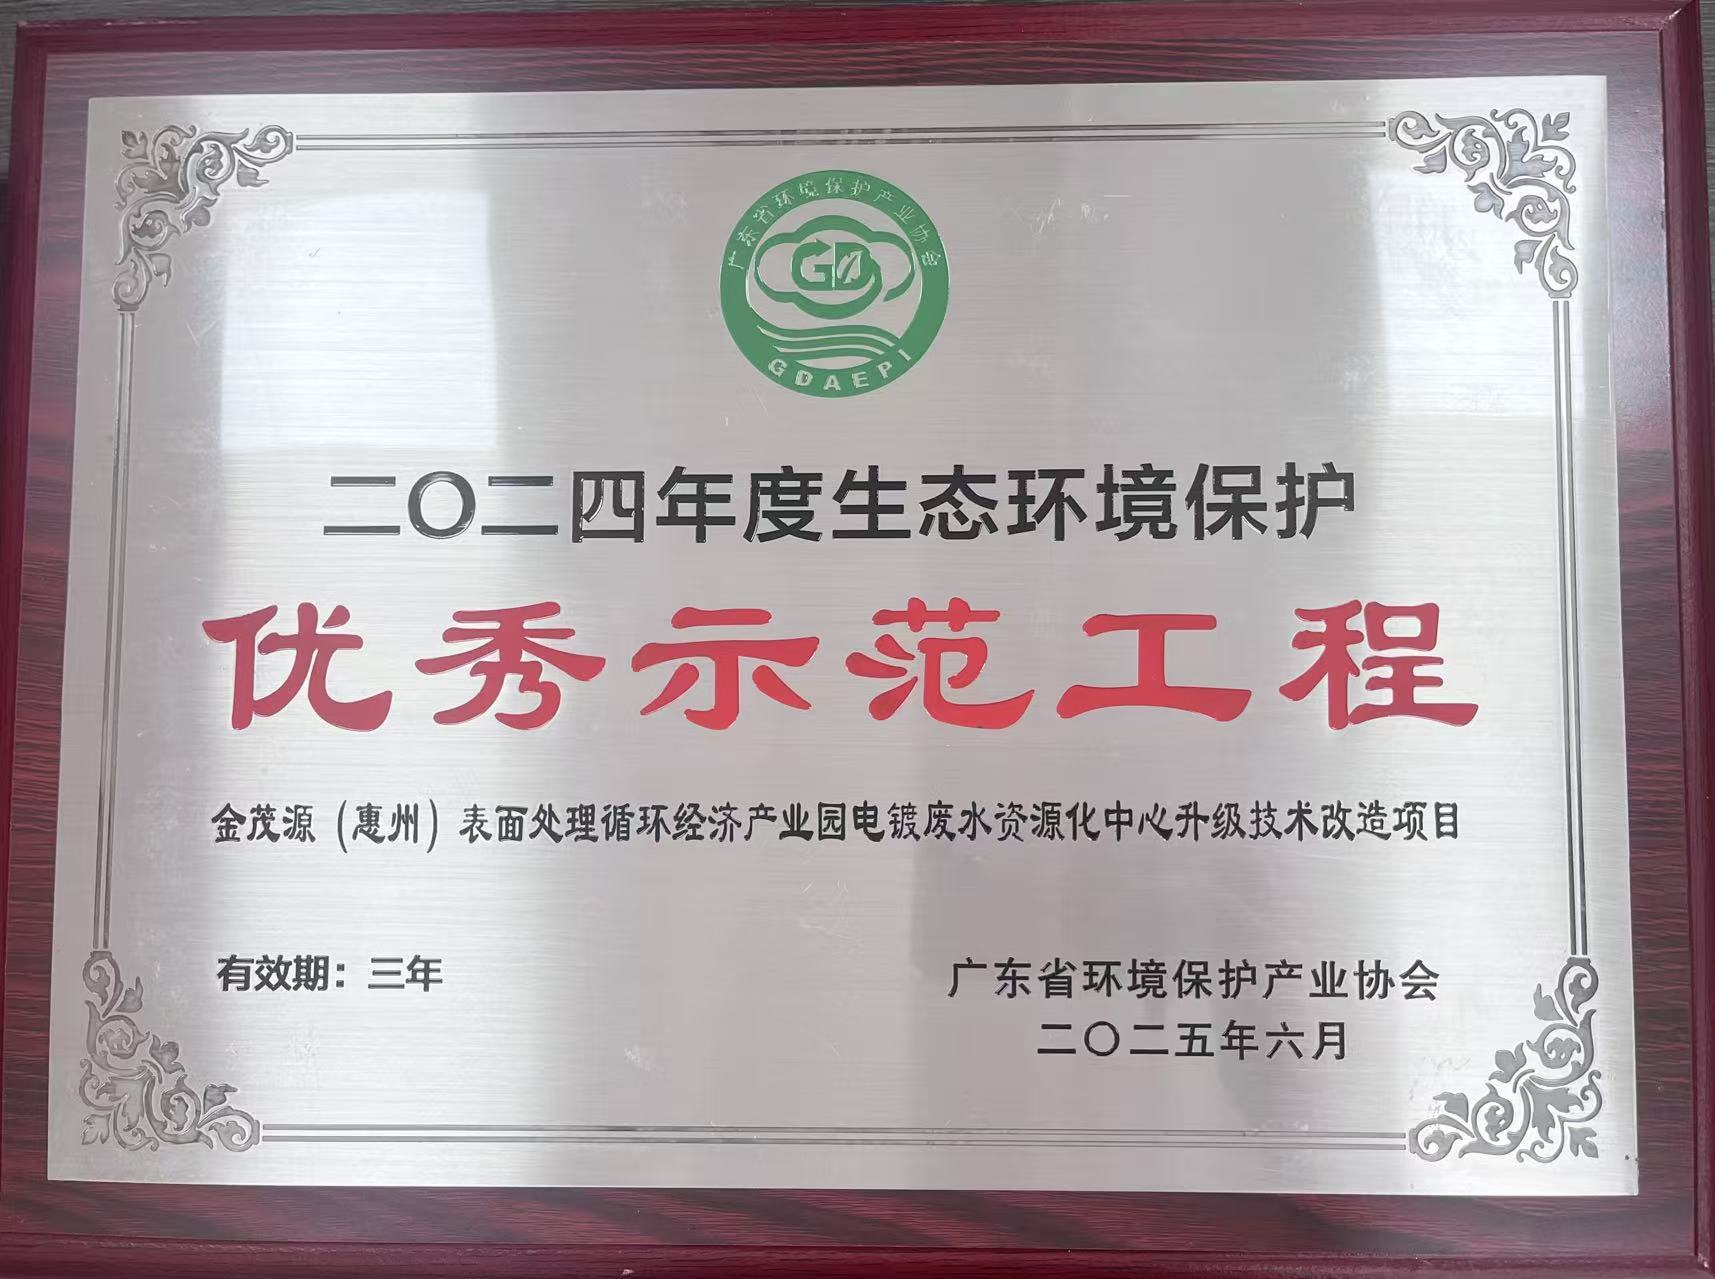 广东省环境保护产业协会
GD
GDAEPI
二〇二四年度生态环境保护
优秀示范工程
金茂源（惠州）表面处理循环经济产业园电镀废水资源化中心升级技术改造项目
有效期：三年
广东省环境保护产业协会
二〇二五年六月